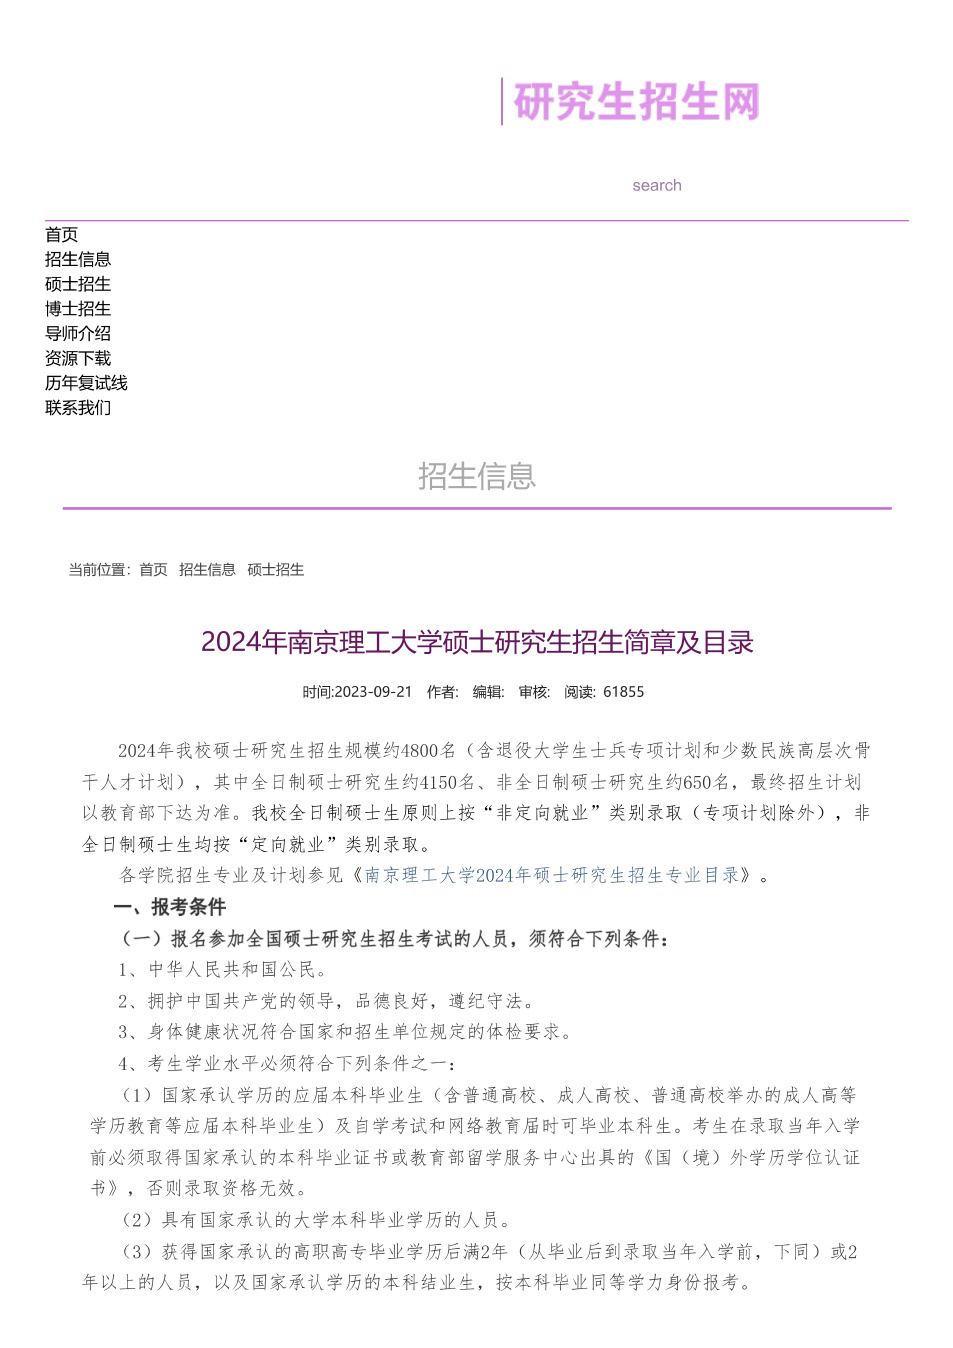 研究生招生网
search
首页
招生信息
硕士招生
博士招生
导师介绍
资源下载
历年复试线
联系我们
招生信息
当前位置：首页 招生信息 硕士招生
2024年南京理工大学硕士研究生招生简章及目录
时间:2023-09-21 作者: 编辑: 审核: 阅读: 61855
2024年我校硕士研究生招生规模约4800名（含退役大学生士兵专项计划和少数民族高层次骨
干人才计划），其中全日制硕士研究生约4150名、非全日制硕士研究生约650名，最终招生计划
以教育部下达为准。我校全日制硕士生原则上按“非定向就业”类别录取（专项计划除外），非
全日制硕士生均按“定向就业”类别录取。
各学院招生专业及计划参见《南京理工大学2024年硕士研究生招生专业目录》。
一、报考条件
（一）报名参加全国硕士研究生招生考试的人员，须符合下列条件：
1、中华人民共和国公民。
2、拥护中国共产党的领导，品德良好，遵纪守法。
3、身体健康状况符合国家和招生单位规定的体检要求。
4、考生学业水平必须符合下列条件之一：
（1）国家承认学历的应届本科毕业生（含普通高校、成人高校、普通高校举办的成人高等
学历教育等应届本科毕业生）及自学考试和网络教育届时可毕业本科生。考生在录取当年入学
前必须取得国家承认的本科毕业证书或教育部留学服务中心出具的《国（境）外学历学位认证
书》，否则录取资格无效。
（2）具有国家承认的大学本科毕业学历的人员。
（3）获得国家承认的高职高专毕业学历后满2年（从毕业后到录取当年入学前，下同）或2
年以上的人员，以及国家承认学历的本科结业生，按本科毕业同等学力身份报考。